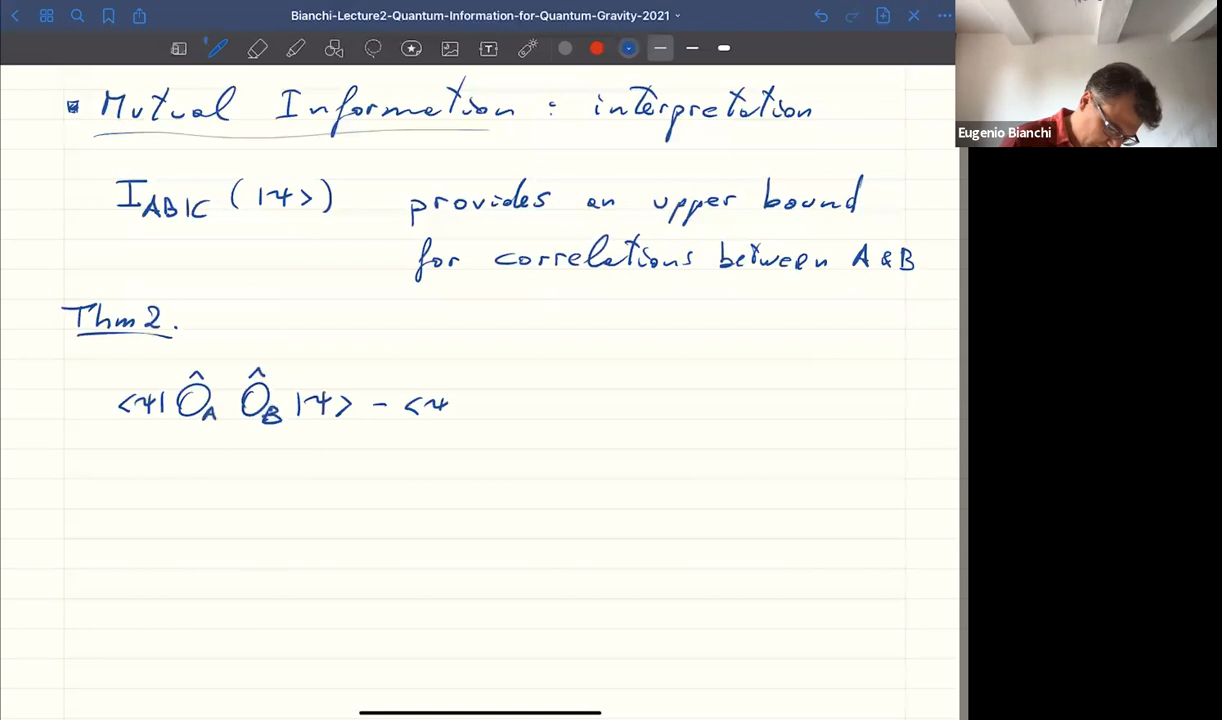 Bianchi-Lecture2-Quantum-Information-for-Quantum-Gravity-2021
Eugenio Bianchi
Mutual Information : interpretation
I_{AB|C} (|ψ>) provides an upper bound
for correlations between A & B
Thm 2.
<ψ| Ô_A Ô_B |ψ> - <ψ